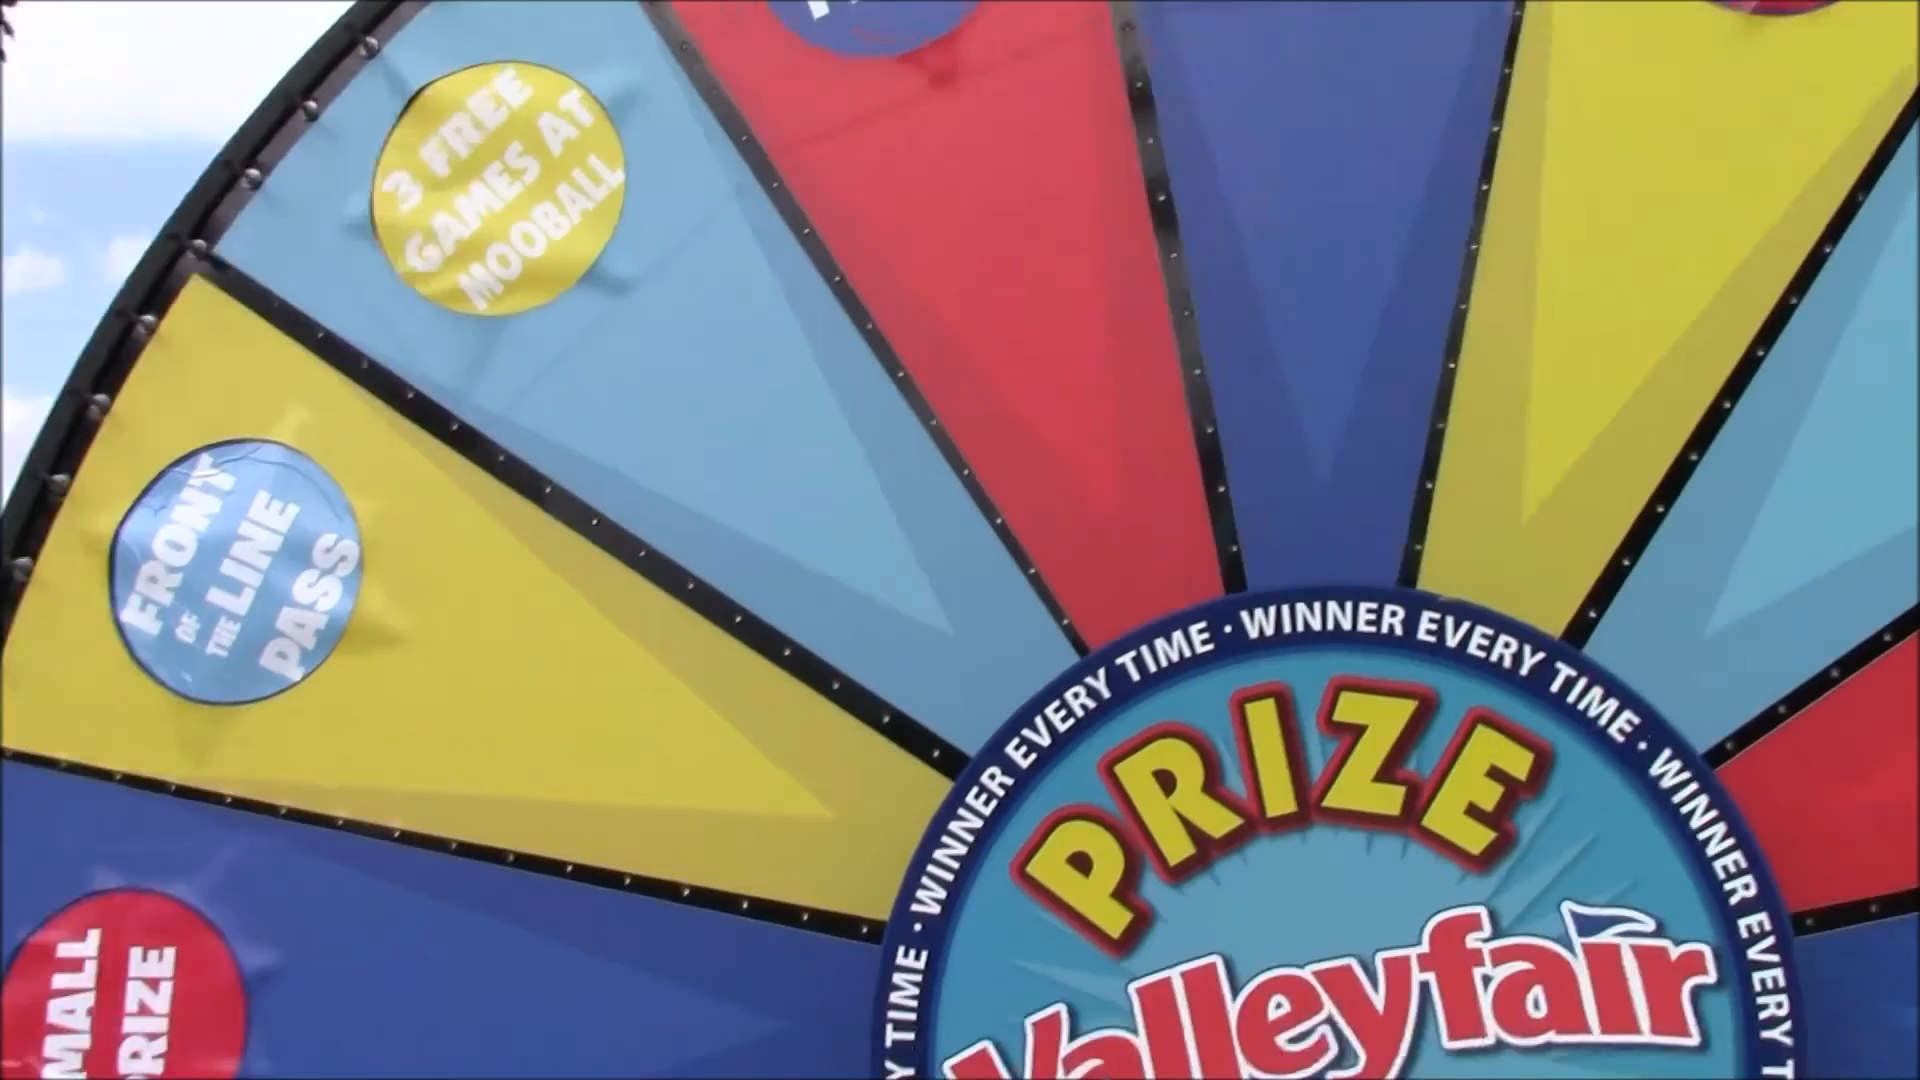 3 FREE
GAMES AT
MOOBALL
FRONT
OF THE LINE
PASS
MALL
RIZE
TIME · WINNER EVERY TIME · WINNER EVERY TIME · WINNER EVERY T
PRIZE
Valleyfair